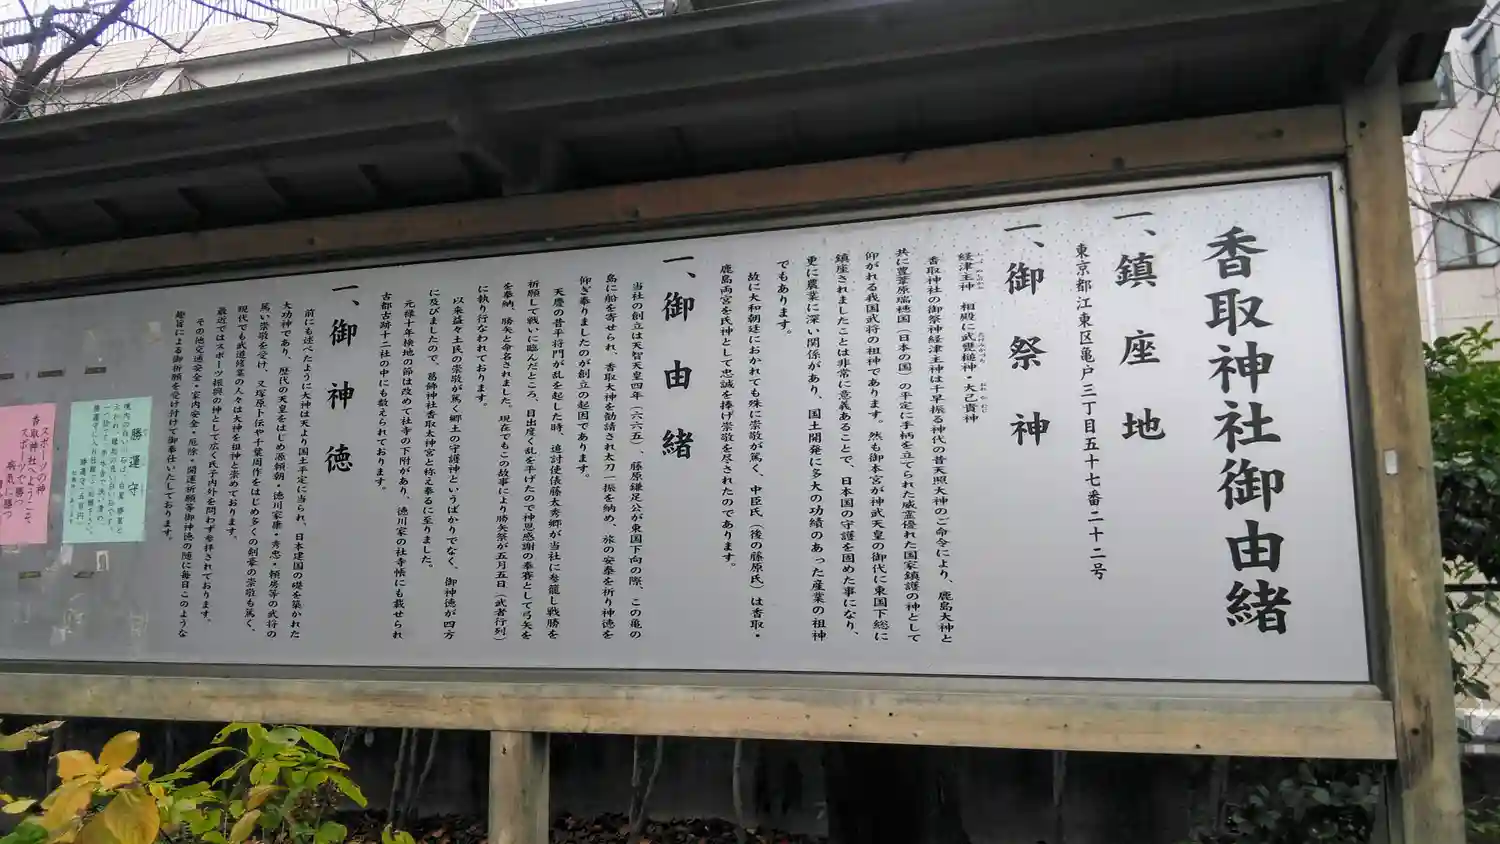 香取神社御由緒
一、鎮座地
東京都江東区亀戸三丁目五十七番二十二号
一、御祭神
経津主神 相殿に武甕槌神・大己貴神
香取神社の御祭神経津主神は千早振る神代の昔天照大神のご命令により、鹿島大神と
共に豊葦原瑞穂国(日本の国)の平定に手柄を立てられた威霊優れた国家鎮護の神として
仰がれる我国武将の祖神であります。然も御本宮が神武天皇の御代に東国下総に
鎮座されましたことは非常に意義あることで、日本国の守護を固めた事になり、
更に農業に深い関係があり、国土開発に多大の功績のあった産業の祖神
でもあります。
故に大和朝廷におかれても殊に崇敬が篤く、中臣氏(後の藤原氏)は香取・
鹿島両宮を氏神として忠誠を捧げ崇敬を尽されたのであります。
一、御由緒
当社の創立は天智天皇四年(六六五)、藤原鎌足公が東国下向の際、この亀の
島に船を寄せられ、香取大神を勧請され太刀一振を納め、旅の安泰を祈り神徳を
仰ぎ奉りましたのが創立の起因であります。
天慶の昔平将門が乱を起した時、追討使俵藤太秀郷が当社に参籠し戦勝を
祈願して戦いに臨んだところ、目出度く乱を平げたので神恩感謝の奉賽として弓矢を
奉納、勝矢と命名されました。現在でもこの故事により勝矢祭が五月五日(武者行列)
に執り行なわれております。
以来益々土民の崇敬が篤く郷土の守護神というばかりでなく、御神徳が四方
に及びましたので、葛飾神社香取大神宮と称え奉るに至りました。
元禄十年検地の節は改めて社寺の下附があり、徳川家の社寺帳にも載せられ
古都古跡十二社の中にも数えられております。
一、御神徳
前にも述べたように大神は天より国土平定に当られ、日本建国の礎を築かれた
大功神であり、歴代の天皇をはじめ源頼朝・徳川家康・秀忠・頼房等の武将の
篤い崇敬を受け、又塚原卜伝や千葉周作をはじめ多くの剣豪の崇敬も篤く、
現代でも武道修業の人々は大神を祖神と崇めております。
最近ではスポーツ振興の神として広く氏子内外を問わず参拝されております。
その他交通安全・家内安全・厄除・開運祈願等御神徳の随に毎日このような
趣旨による御祈願を受け付けて御奉仕いたしております。
勝運守
スポーツの神
香取神社へようこそ
スポーツで勝つ
病気に勝つ